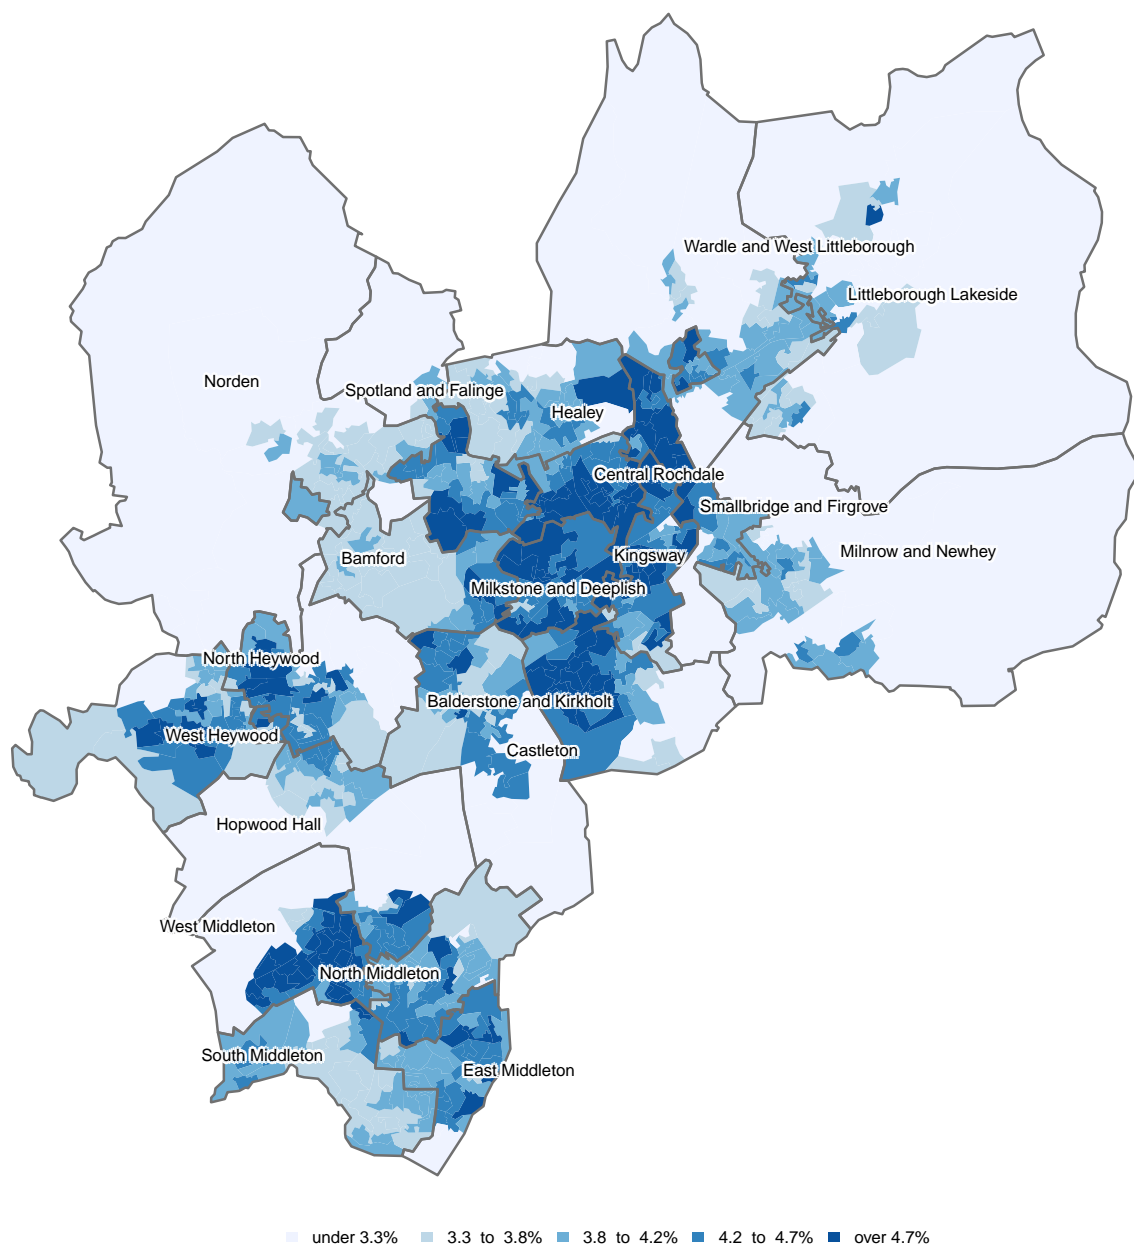 Wardle and West Littleborough
Littleborough Lakeside
Norden
Spotland and Falinge
Healey
Central Rochdale
Smallbridge and Firgrove
Milnrow and Newhey
Kingsway
Bamford
Milkstone and Deeplish
North Heywood
Balderstone and Kirkholt
West Heywood
Castleton
Hopwood Hall
West Middleton
North Middleton
South Middleton
East Middleton
under 3.3% 3.3 to 3.8% 3.8 to 4.2% 4.2 to 4.7% over 4.7%